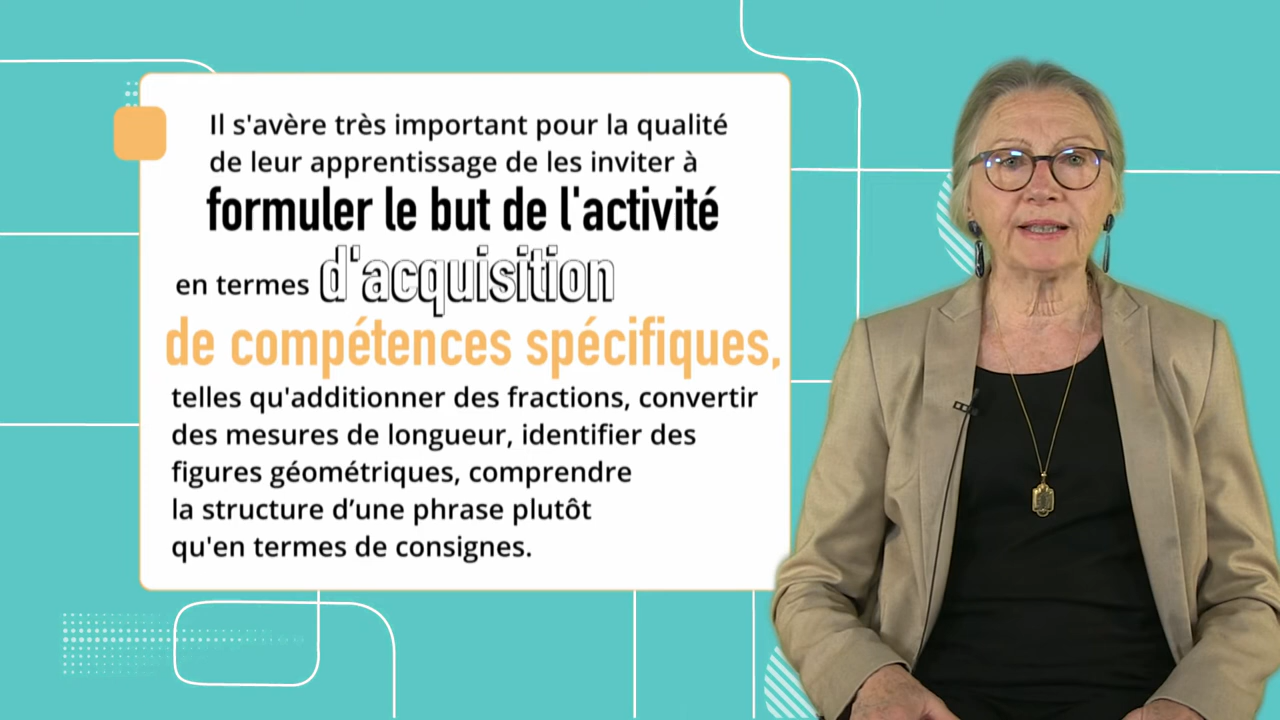 Il s'avère très important pour la qualité
de leur apprentissage de les inviter à
formuler le but de l'activité
en termes d'acquisition
de compétences spécifiques,
telles qu'additionner des fractions, convertir
des mesures de longueur, identifier des
figures géométriques, comprendre
la structure d’une phrase plutôt
qu'en termes de consignes.